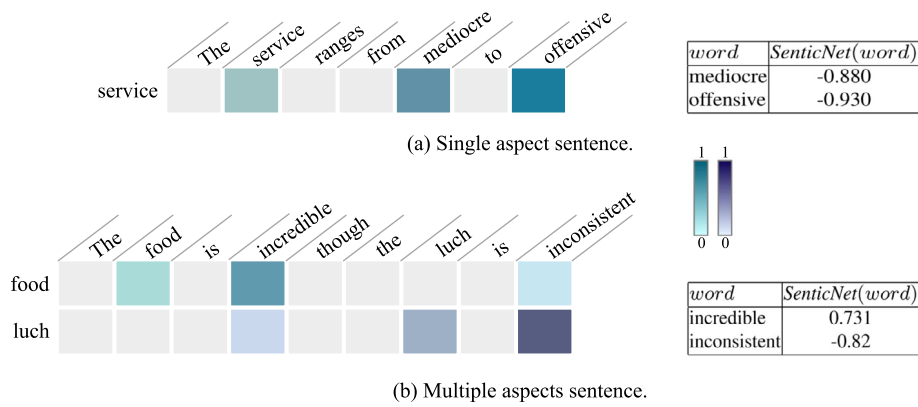 The service ranges from mediocre to offensive
service
word SenticNet(word)
mediocre -0.880
offensive -0.930
(a) Single aspect sentence.
1 1
0 0
The food is incredible though the luch is inconsistent
food
luch
word SenticNet(word)
incredible 0.731
inconsistent -0.82
(b) Multiple aspects sentence.